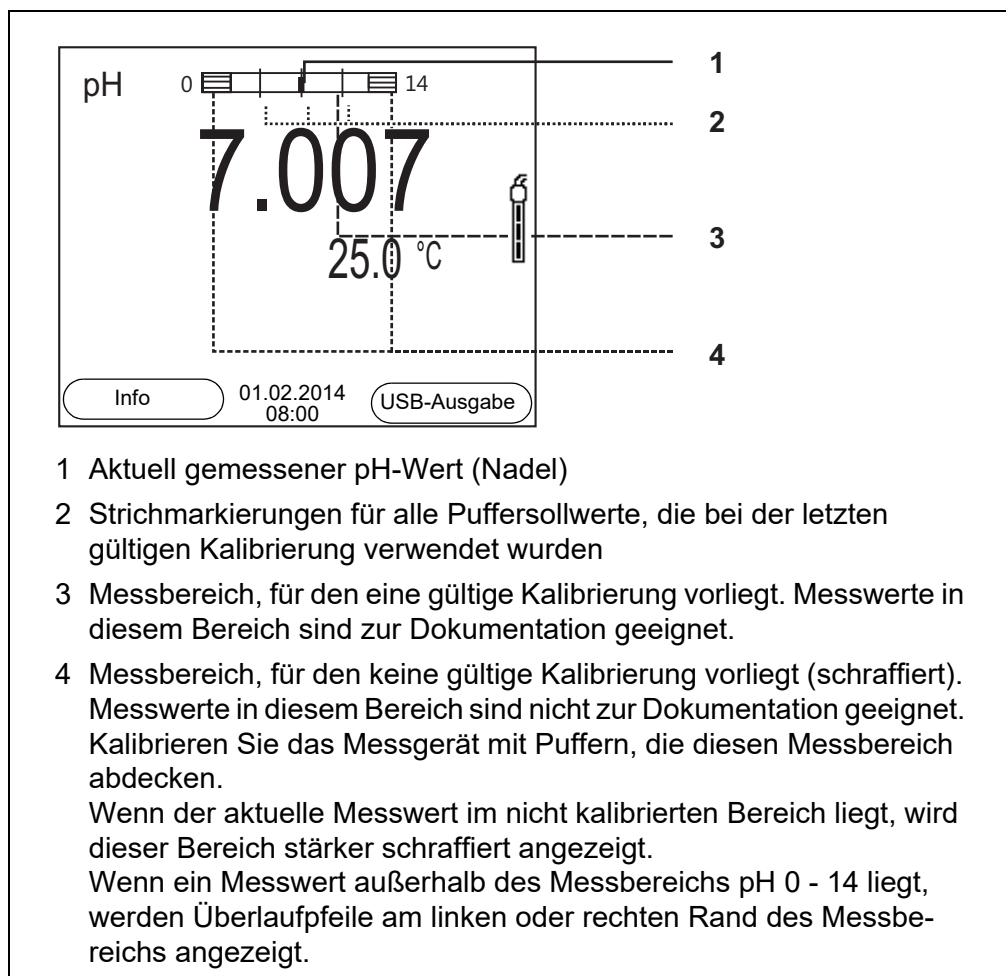 pH 0 14 1
2
7.007
3
25.0 °C
4
Info 01.02.2014 USB-Ausgabe
08:00
1 Aktuell gemessener pH-Wert (Nadel)
2 Strichmarkierungen für alle Puffersollwerte, die bei der letzten
gültigen Kalibrierung verwendet wurden
3 Messbereich, für den eine gültige Kalibrierung vorliegt. Messwerte in
diesem Bereich sind zur Dokumentation geeignet.
4 Messbereich, für den keine gültige Kalibrierung vorliegt (schraffiert).
Messwerte in diesem Bereich sind nicht zur Dokumentation geeignet.
Kalibrieren Sie das Messgerät mit Puffern, die diesen Messbereich
abdecken.
Wenn der aktuelle Messwert im nicht kalibrierten Bereich liegt, wird
dieser Bereich stärker schraffiert angezeigt.
Wenn ein Messwert außerhalb des Messbereichs pH 0 - 14 liegt,
werden Überlaufpfeile am linken oder rechten Rand des Messbe-
reichs angezeigt.